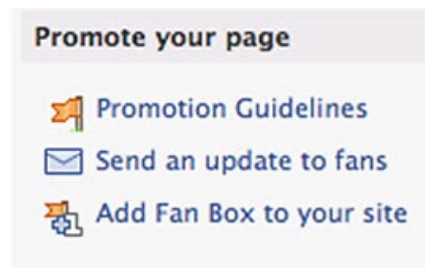 Promote your page
Promotion Guidelines
Send an update to fans
Add Fan Box to your site